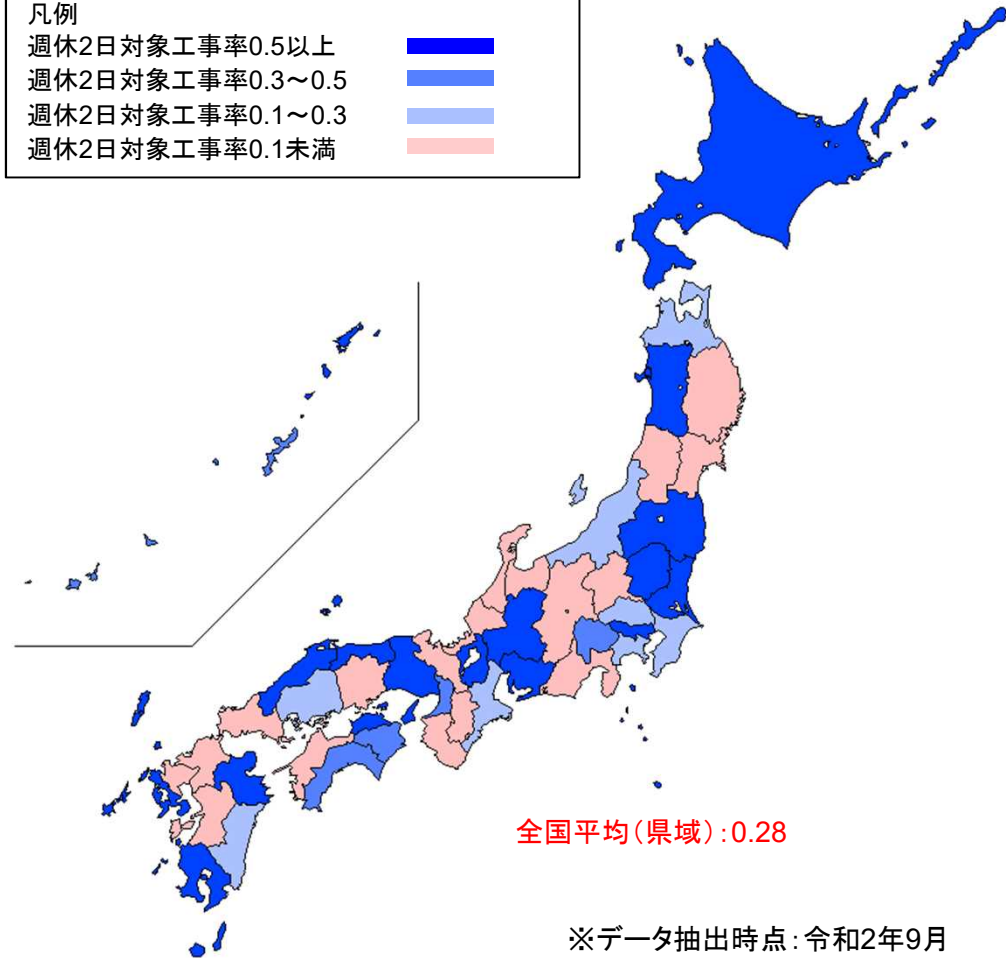 凡例
週休2日対象工事率0.5以上
週休2日対象工事率0.3～0.5
週休2日対象工事率0.1～0.3
週休2日対象工事率0.1未満
全国平均（県域）：0.28
※データ抽出時点：令和2年9月